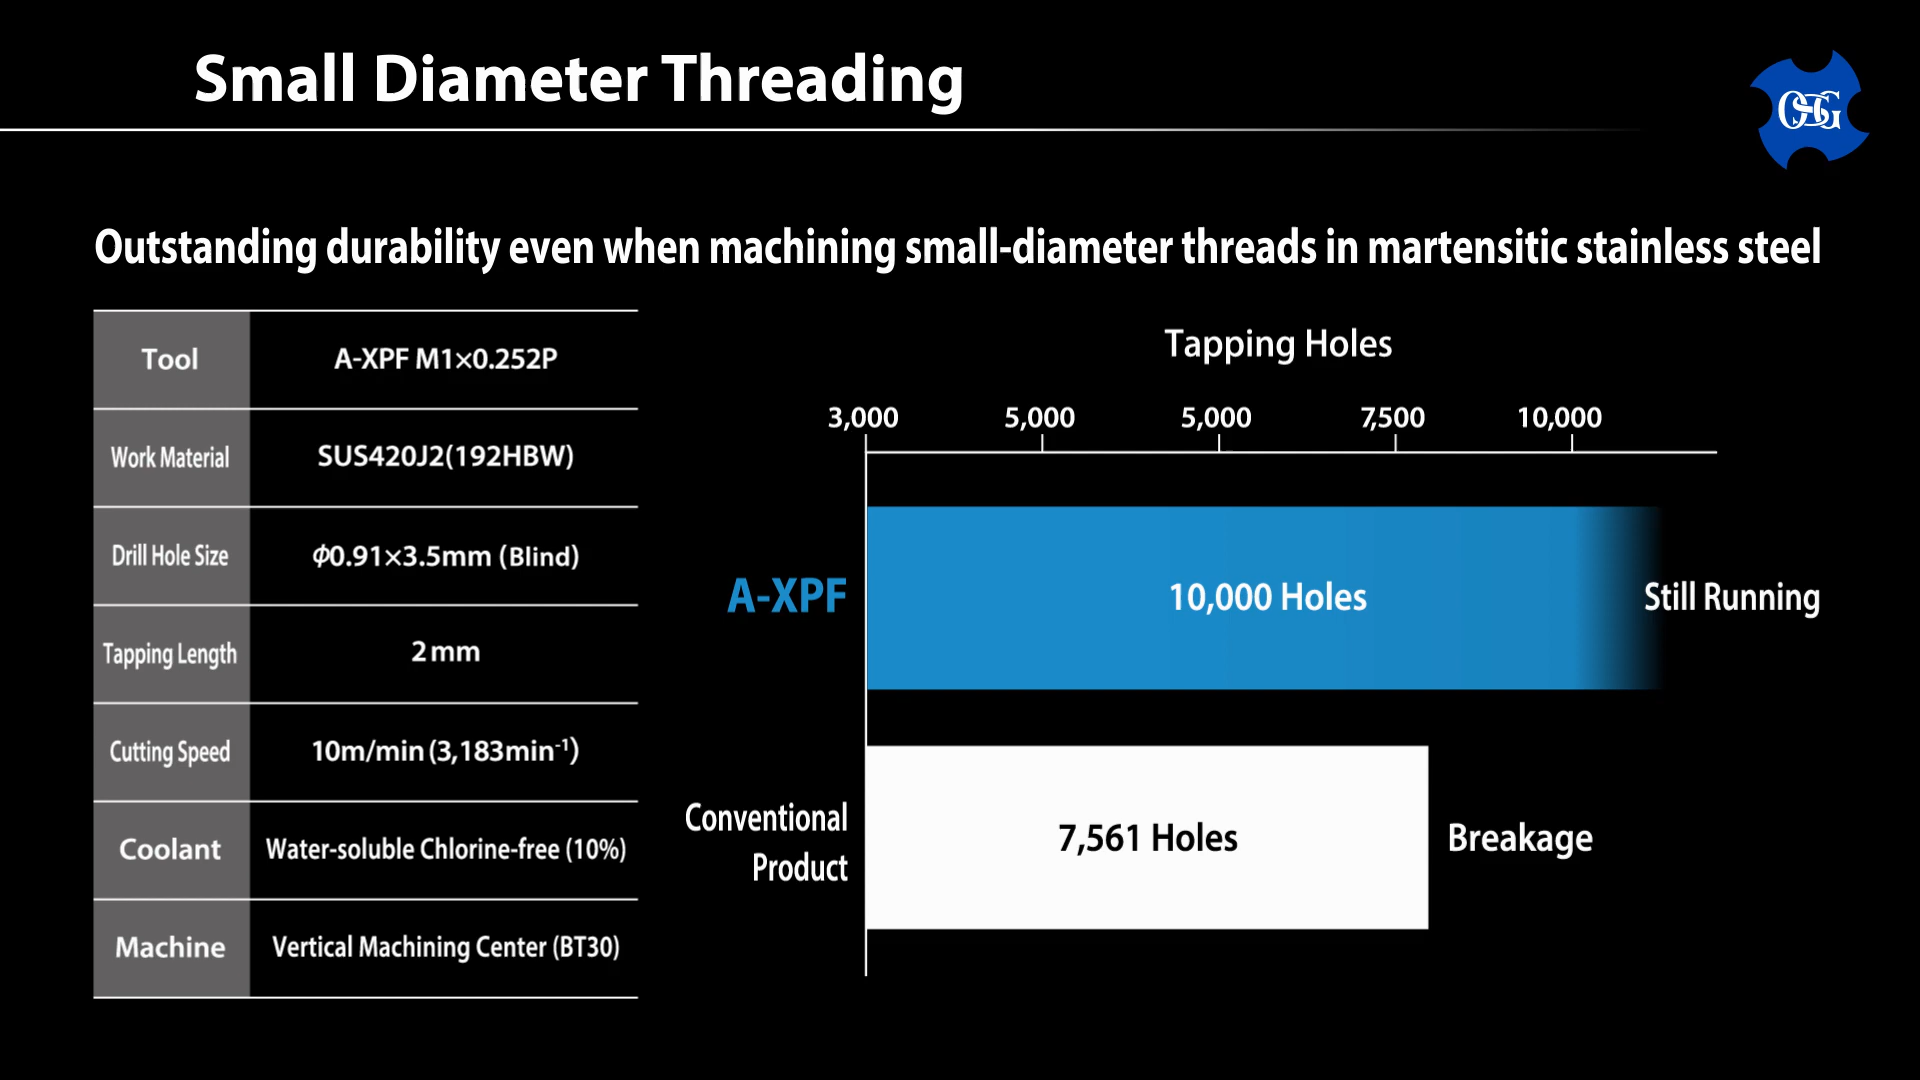 Small Diameter Threading
OSG
Outstanding durability even when machining small-diameter threads in martensitic stainless steel
Tool
A-XPF M1×0.252P
Work Material
SUS420J2(192HBW)
Drill Hole Size
Φ0.91×3.5mm (Blind)
Tapping Length
2 mm
Cutting Speed
10m/min (3,183min⁻¹)
Coolant
Water-soluble Chlorine-free (10%)
Machine
Vertical Machining Center (BT30)
Tapping Holes
3,000 5,000 5,000 7,500 10,000
A-XPF
10,000 Holes
Still Running
Conventional
Product
7,561 Holes
Breakage